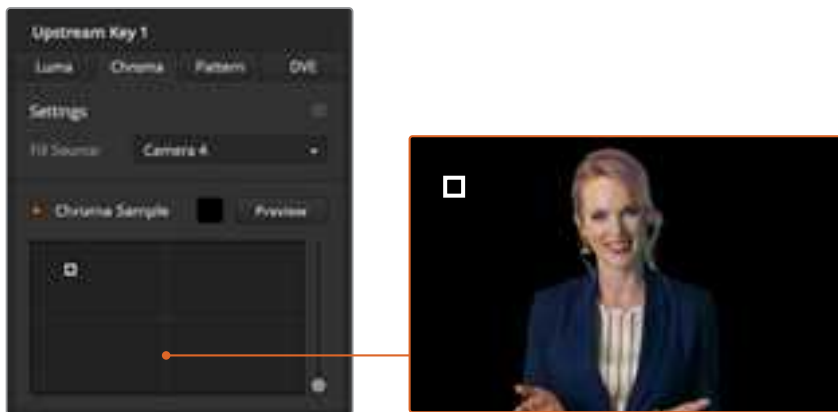 Upstream Key 1
Luma Chroma Pattern DVE
Settings
Fill Source: Camera 4
Chroma Sample Preview